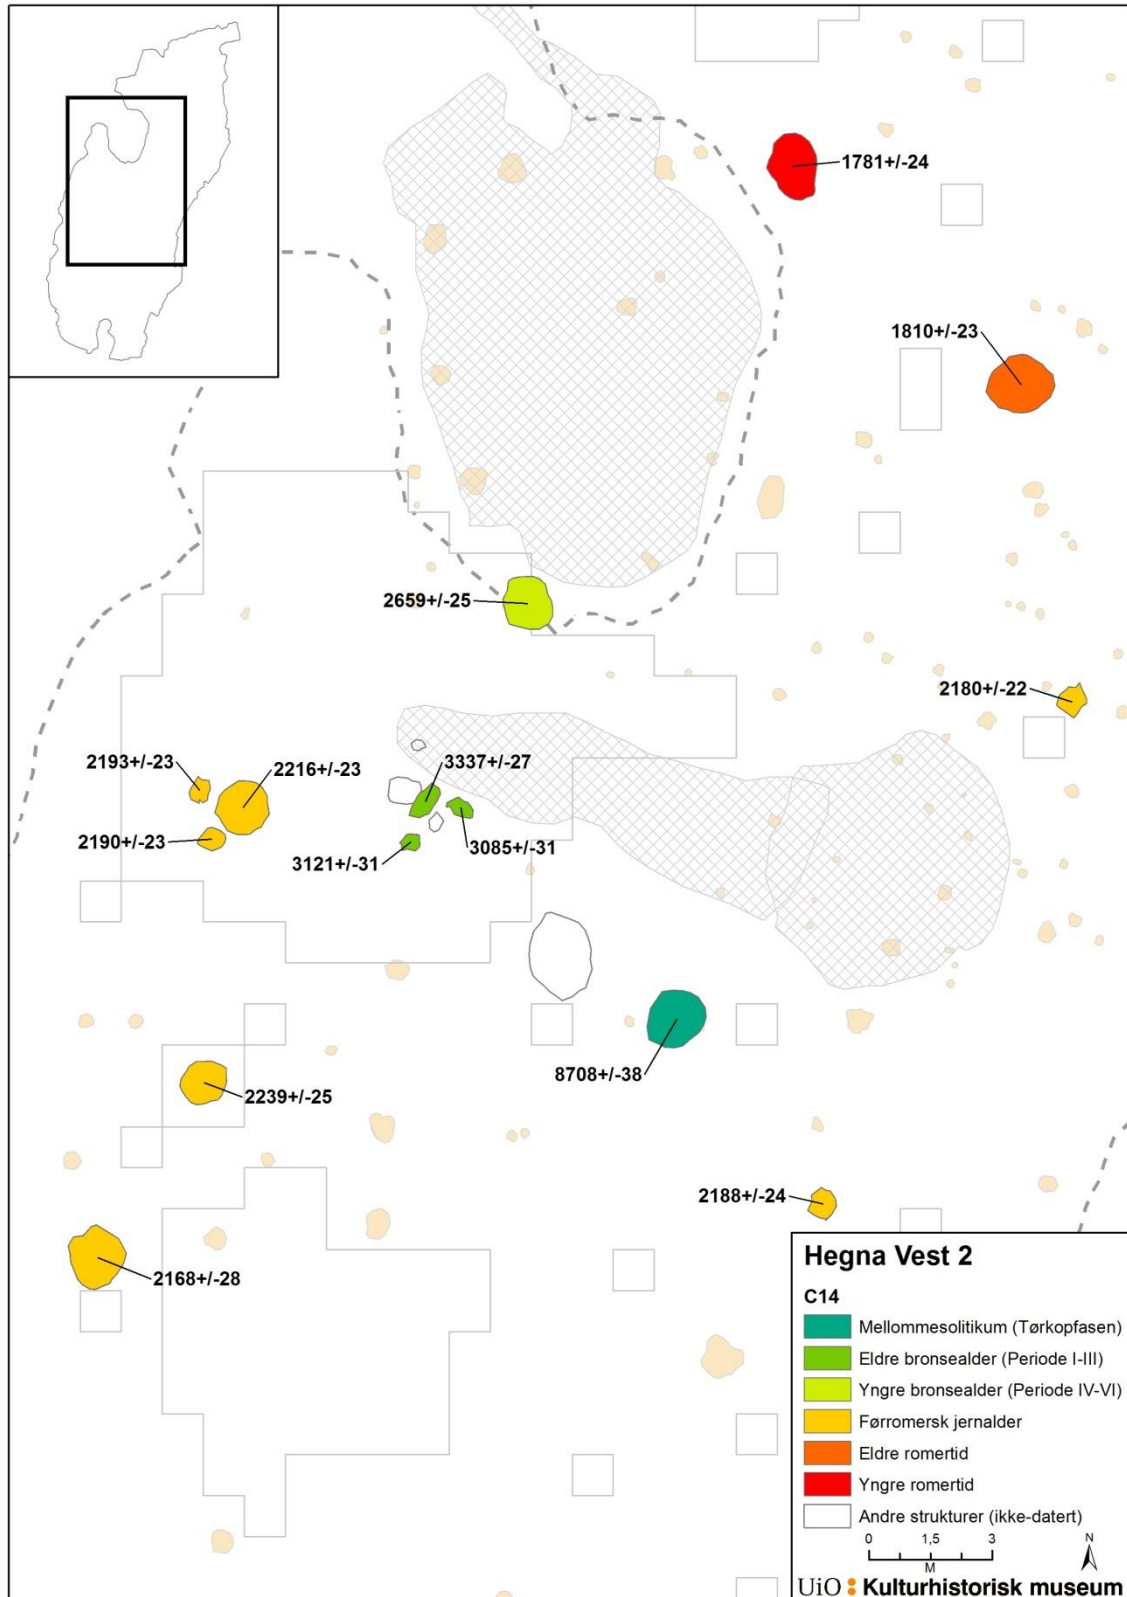 1781+/-24
1810+/-23
2659+/-25
2180+/-22
2193+/-23
2216+/-23
3337+/-27
2190+/-23
3121+/-31
3085+/-31
8708+/-38
2239+/-25
2188+/-24
2168+/-28
Hegna Vest 2
C14
Mellommesolitikum (Tørkopfasen)
Eldre bronsealder (Periode I-III)
Yngre bronsealder (Periode IV-VI)
Førromersk jernalder
Eldre romertid
Yngre romertid
Andre strukturer (ikke-datert)
0 1,5 3
M
N
UiO Kulturhistorisk museum